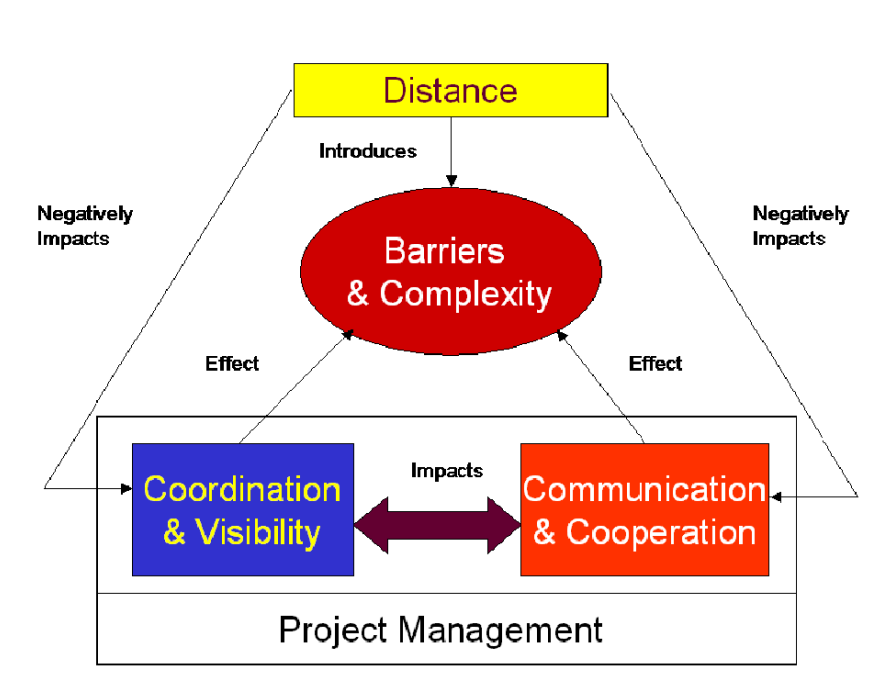 Distance
Introduces
Negatively
Impacts
Negatively
Impacts
Barriers
& Complexity
Effect
Effect
Coordination
& Visibility
Impacts
Communication
& Cooperation
Project Management